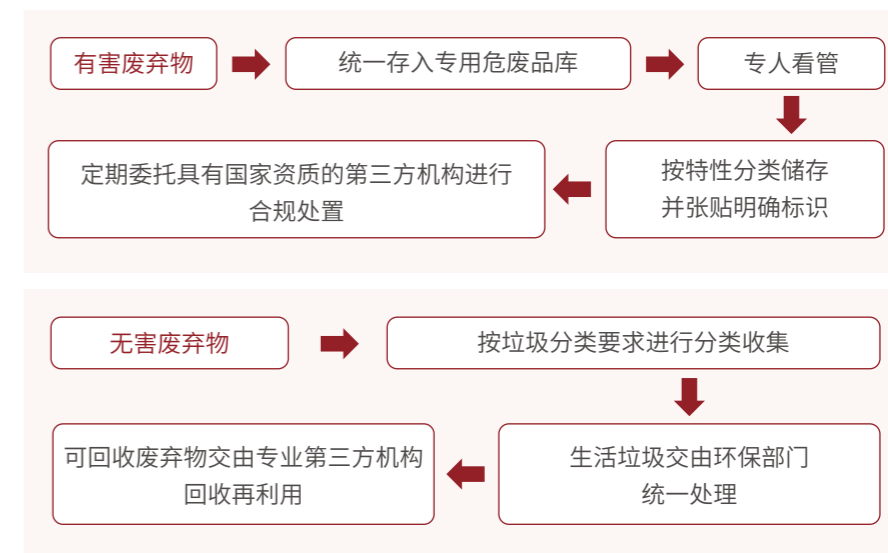 有害废弃物
统一存入专用危废品库
专人看管
按特性分类储存
并张贴明确标识
定期委托具有国家资质的第三方机构进行
合规处置
无害废弃物
按垃圾分类要求进行分类收集
生活垃圾交由环保部门
统一处理
可回收废弃物交由专业第三方机构
回收再利用